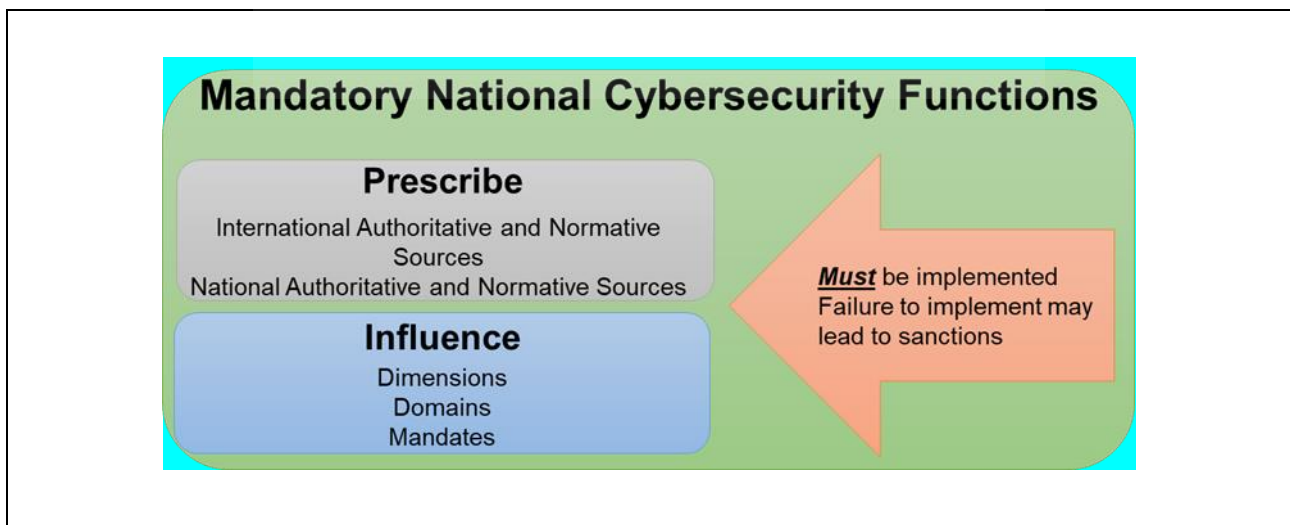 Mandatory National Cybersecurity Functions
Prescribe
International Authoritative and Normative
Sources
National Authoritative and Normative Sources
Influence
Dimensions
Domains
Mandates
Must be implemented
Failure to implement may
lead to sanctions